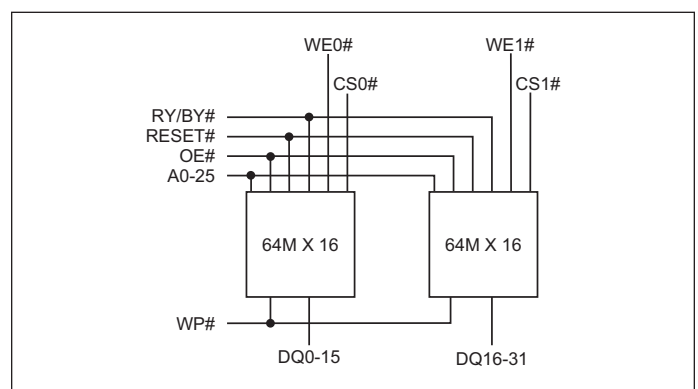 WE0#
WE1#
CS0#
CS1#
RY/BY#
RESET#
OE#
A0-25
64M X 16
64M X 16
WP#
DQ0-15
DQ16-31